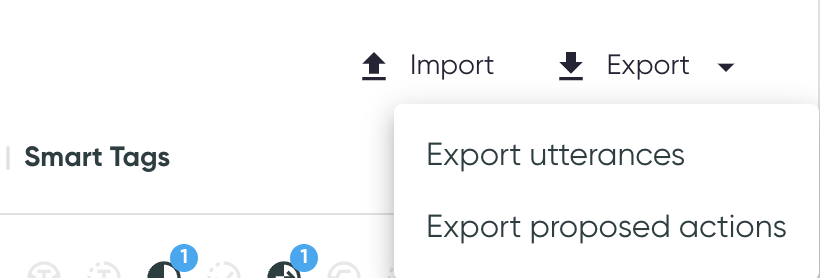 Import Export
Smart Tags
Export utterances
Export proposed actions
1 1